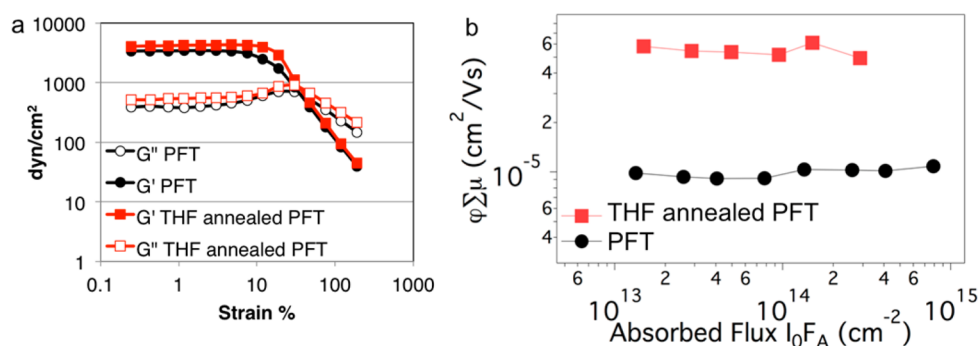 a
10000
1000
100
10
1
dyn/cm²
G" PFT
G' PFT
G' THF annealed PFT
G" THF annealed PFT
0.1 1 10 100 1000
Strain %
b
6
4
2
10⁻⁵
8
6
4
φΣμ (cm²/Vs)
THF annealed PFT
PFT
6 2 4 6 2 4 6
10¹³ 10¹⁴ 10¹⁵
Absorbed Flux I₀F_A (cm⁻²)